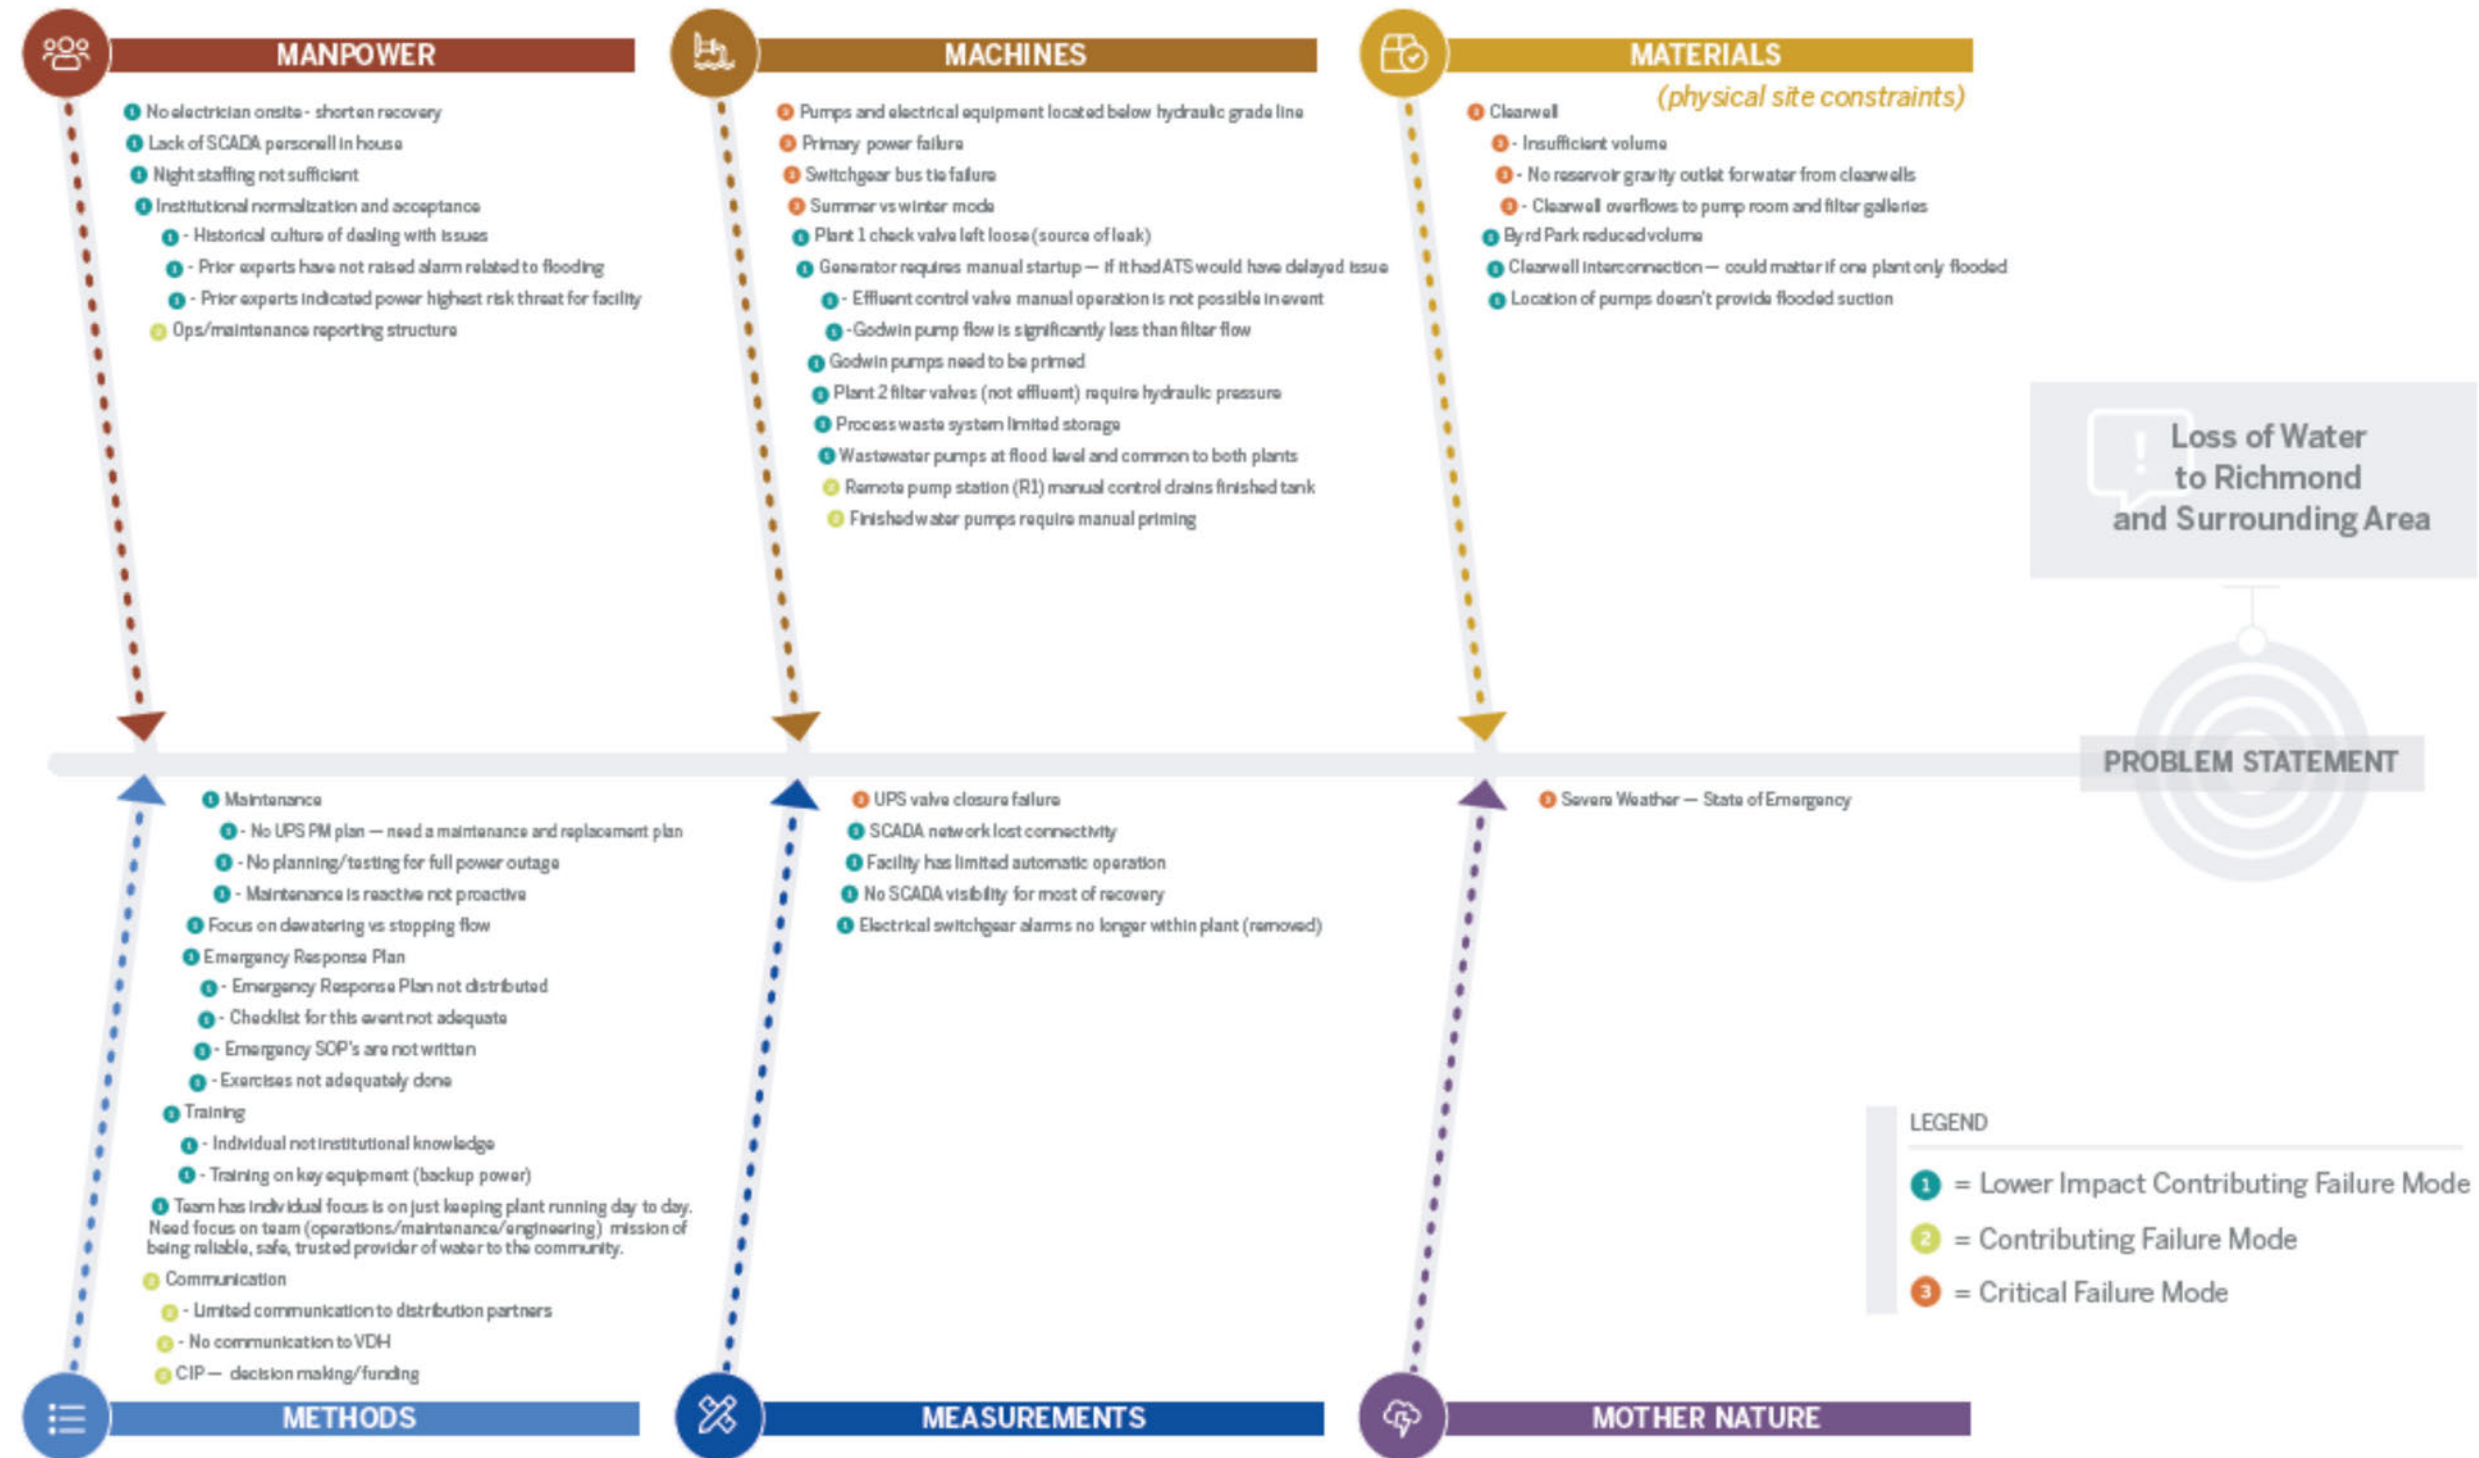 MANPOWER
1 No electrician onsite - shorten recovery
1 Lack of SCADA personell in house
1 Night staffing not sufficient
1 Institutional normalization and acceptance
1 - Historical culture of dealing with issues
1 - Prior experts have not raised alarm related to flooding
1 - Prior experts indicated power highest risk threat for facility
2 Ops/maintenance reporting structure
MACHINES
3 Pumps and electrical equipment located below hydraulic grade line
3 Primary power failure
3 Switchgear bus tie failure
3 Summer vs winter mode
1 Plant 1 check valve left loose (source of leak)
1 Generator requires manual startup — if it had ATS would have delayed issue
1 - Effluent control valve manual operation is not possible in event
1 - Godwin pump flow is significantly less than filter flow
1 Godwin pumps need to be primed
1 Plant 2 filter valves (not effluent) require hydraulic pressure
1 Process waste system limited storage
1 Wastewater pumps at flood level and common to both plants
2 Remote pump station (R1) manual control drains finished tank
2 Finished water pumps require manual priming
MATERIALS
(physical site constraints)
3 Clearwell
3 - Insufficient volume
3 - No reservoir gravity outlet for water from clearwells
3 - Clearwell overflows to pump room and filter galleries
1 Byrd Park reduced volume
1 Clearwell interconnection — could matter if one plant only flooded
1 Location of pumps doesn't provide flooded suction
!
Loss of Water
to Richmond
and Surrounding Area
PROBLEM STATEMENT
1 Maintenance
1 - No UPS PM plan — need a maintenance and replacement plan
1 - No planning/testing for full power outage
1 - Maintenance is reactive not proactive
1 Focus on dewatering vs stopping flow
1 Emergency Response Plan
1 - Emergency Response Plan not distributed
1 - Checklist for this event not adequate
1 - Emergency SOP's are not written
1 - Exercises not adequately done
1 Training
1 - Individual not institutional knowledge
1 - Training on key equipment (backup power)
1 Team has individual focus is on just keeping plant running day to day.
Need focus on team (operations/maintenance/engineering) mission of
being reliable, safe, trusted provider of water to the community.
2 Communication
2 - Limited communication to distribution partners
2 - No communication to VDH
2 CIP — decision making/funding
METHODS
3 UPS valve closure failure
1 SCADA network lost connectivity
1 Facility has limited automatic operation
1 No SCADA visibility for most of recovery
1 Electrical switchgear alarms no longer within plant (removed)
MEASUREMENTS
3 Severe Weather — State of Emergency
MOTHER NATURE
LEGEND
1 = Lower Impact Contributing Failure Mode
2 = Contributing Failure Mode
3 = Critical Failure Mode